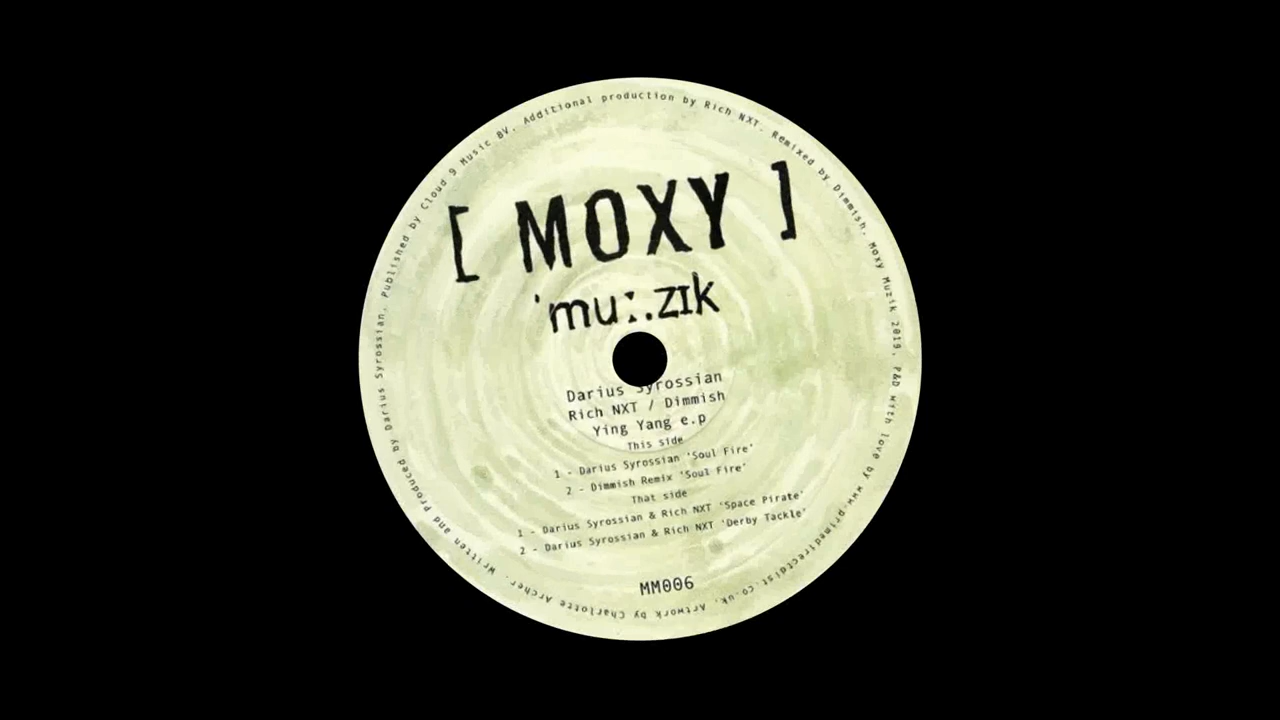 [ MOXY ]
'mu:.zık
Darius Syrossian
Rich NXT / Dimmish
Ying Yang e.p
This side
1 - Darius Syrossian 'Soul Fire'
2 - Dimmish Remix 'Soul Fire'
That side
1 - Darius Syrossian & Rich NXT 'Space Pirate'
2 - Darius Syrossian & Rich NXT 'Derby Tackle'
MM006
Written and Produced by Darius Syrossian. Published by Cloud 9 Music BV. Additional production by Rich NXT. Remixed by Dimmish. Moxy Muzik 2019. P&D with love by www.primedirectdist.co.uk. Artwork by Charlotte Archer.